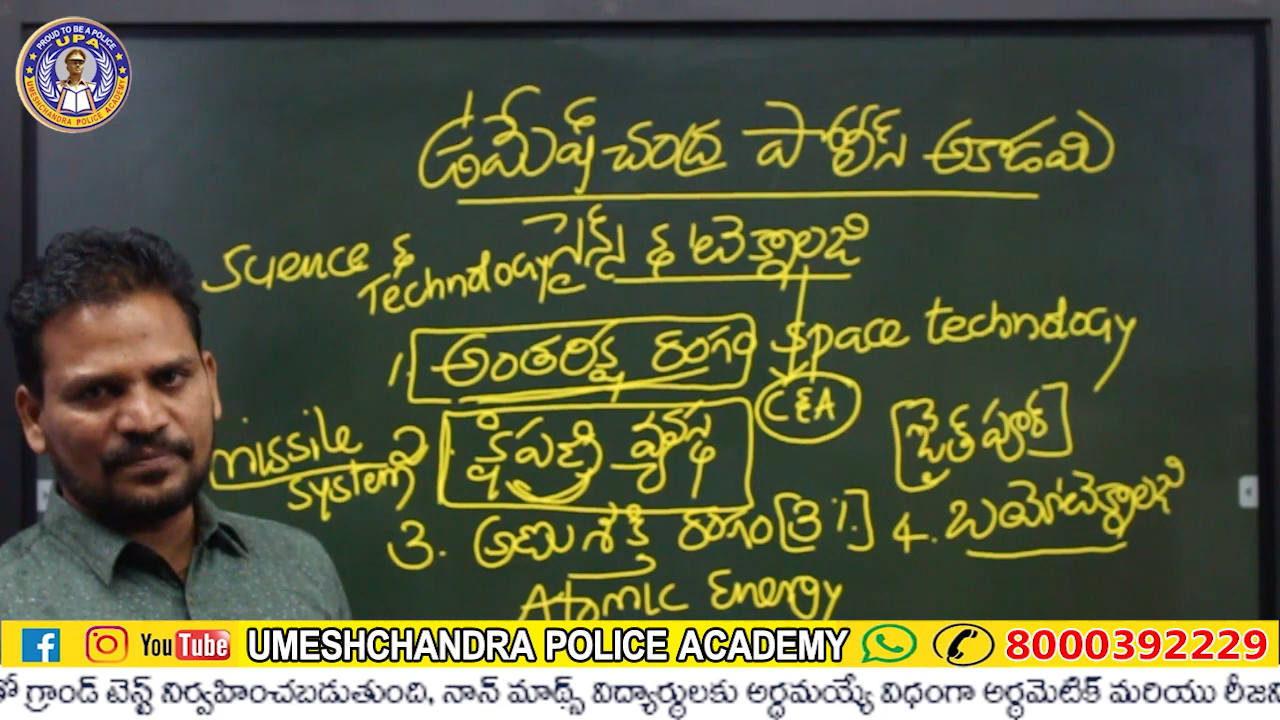 PROUD TO BE A POLICE
UPA
UMESHCHANDRA POLICE ACADEMY
ఉమేష్ చంద్ర పోలీస్ అకాడమి
Science & Technology సైన్స్ & టెక్నాలజి
1. అంతరిక్ష రంగం space technology
C&A
missile system 2 క్షిపణి వ్యవస్థ [జైత్ పూర్]
3. అణుశక్తి రంగం [3%] 4. బయోటెక్నాలజి
Atomic Energy
YouTube UMESHCHANDRA POLICE ACADEMY 8000392229
తో గ్రాండ్ టెస్ట్ నిర్వహించబడుతుంది, నాన్ మాథ్స్ విద్యార్థులకు అర్థమయ్యే విధంగా అర్థమెటిక్ మరియు రీజని